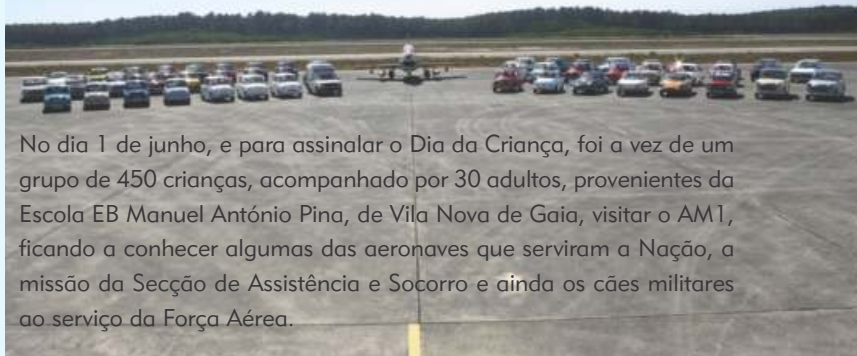 No dia 1 de junho, e para assinalar o Dia da Criança, foi a vez de um
grupo de 450 crianças, acompanhado por 30 adultos, provenientes da
Escola EB Manuel António Pina, de Vila Nova de Gaia, visitar o AM1,
ficando a conhecer algumas das aeronaves que serviram a Nação, a
missão da Secção de Assistência e Socorro e ainda os cães militares
ao serviço da Força Aérea.